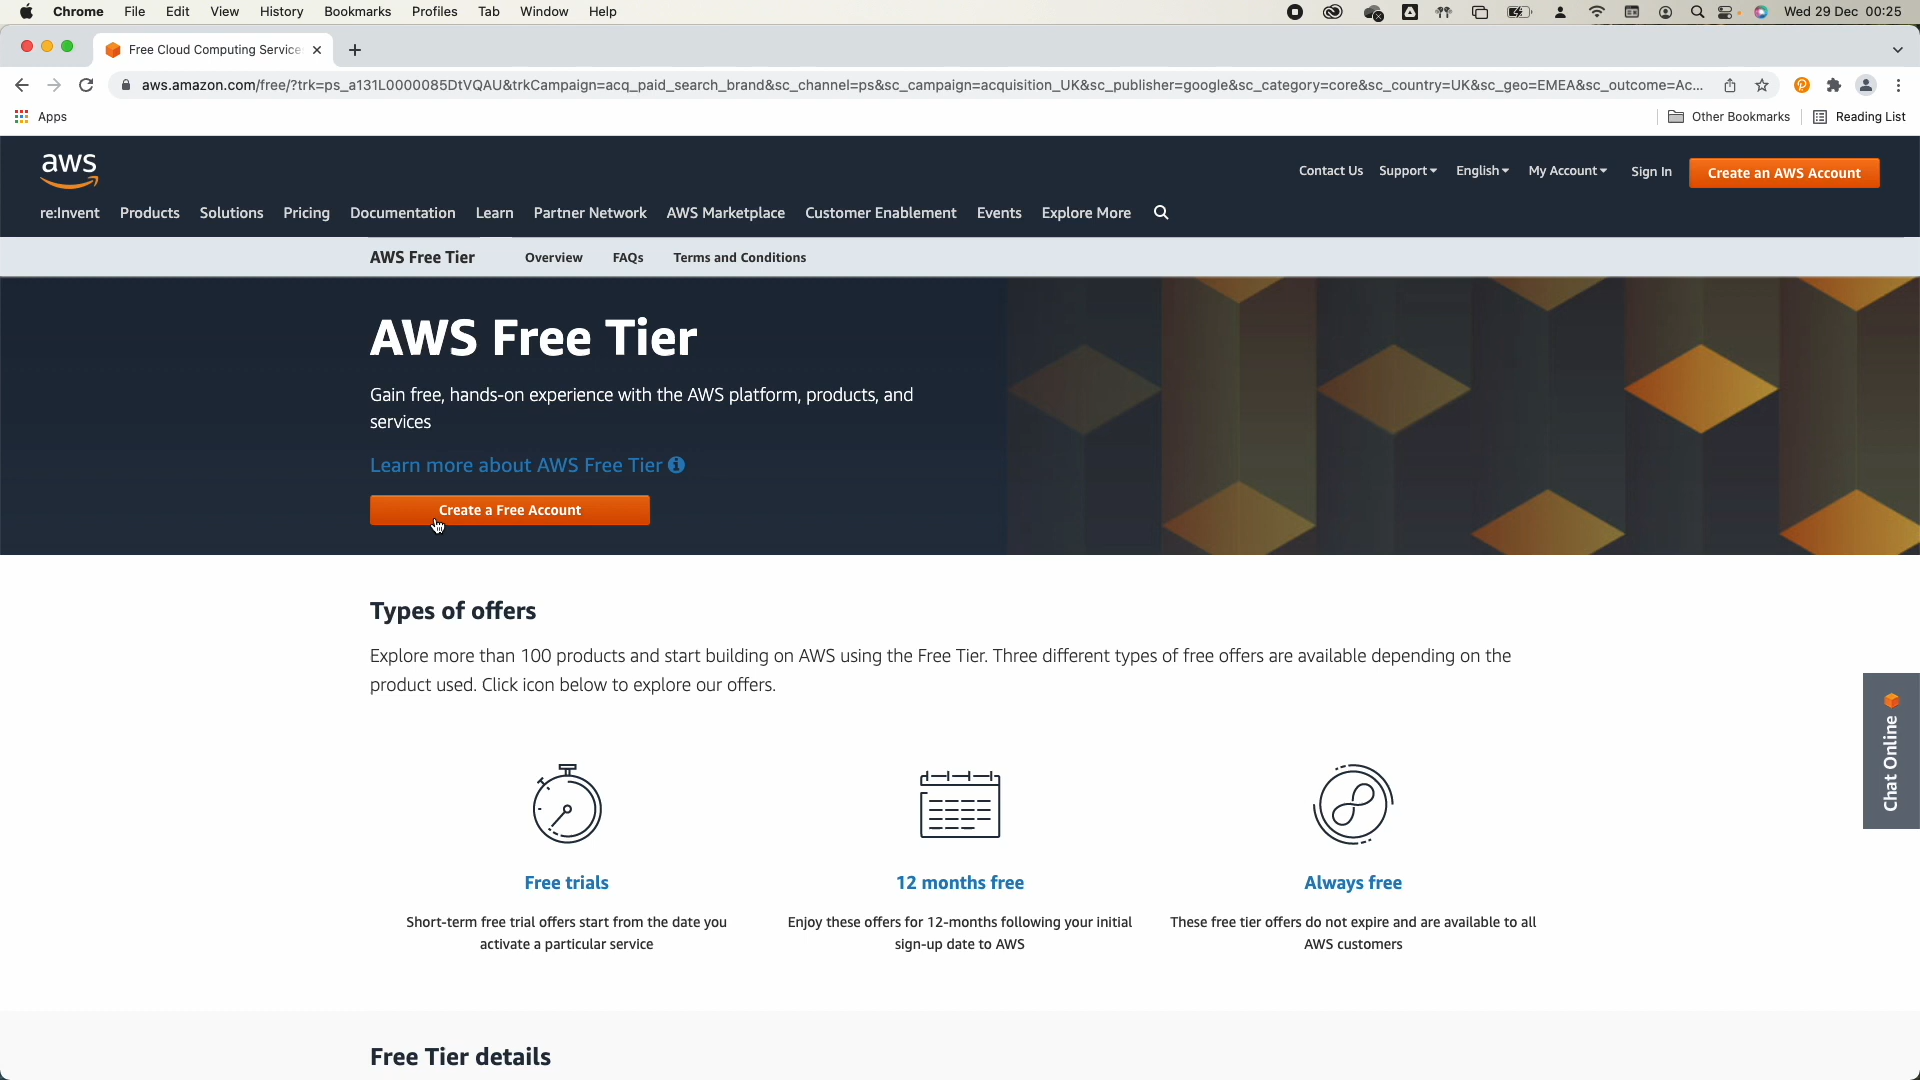 Chrome File Edit View History Bookmarks Profiles Tab Window Help Wed 29 Dec 00:25
Free Cloud Computing Service
aws.amazon.com/free/?trk=ps_a131L0000085DtVQAU&trkCampaign=acq_paid_search_brand&sc_channel=ps&sc_campaign=acquisition_UK&sc_publisher=google&sc_category=core&sc_country=UK&sc_geo=EMEA&sc_outcome=Ac...
Apps Other Bookmarks Reading List
aws
Contact Us Support English My Account Sign In Create an AWS Account
re:Invent Products Solutions Pricing Documentation Learn Partner Network AWS Marketplace Customer Enablement Events Explore More
AWS Free Tier Overview FAQs Terms and Conditions
AWS Free Tier
Gain free, hands-on experience with the AWS platform, products, and
services
Learn more about AWS Free Tier
Create a Free Account
Types of offers
Explore more than 100 products and start building on AWS using the Free Tier. Three different types of free offers are available depending on the
product used. Click icon below to explore our offers.
Chat Online
Free trials
Short-term free trial offers start from the date you
activate a particular service
12 months free
Enjoy these offers for 12-months following your initial
sign-up date to AWS
Always free
These free tier offers do not expire and are available to all
AWS customers
Free Tier details